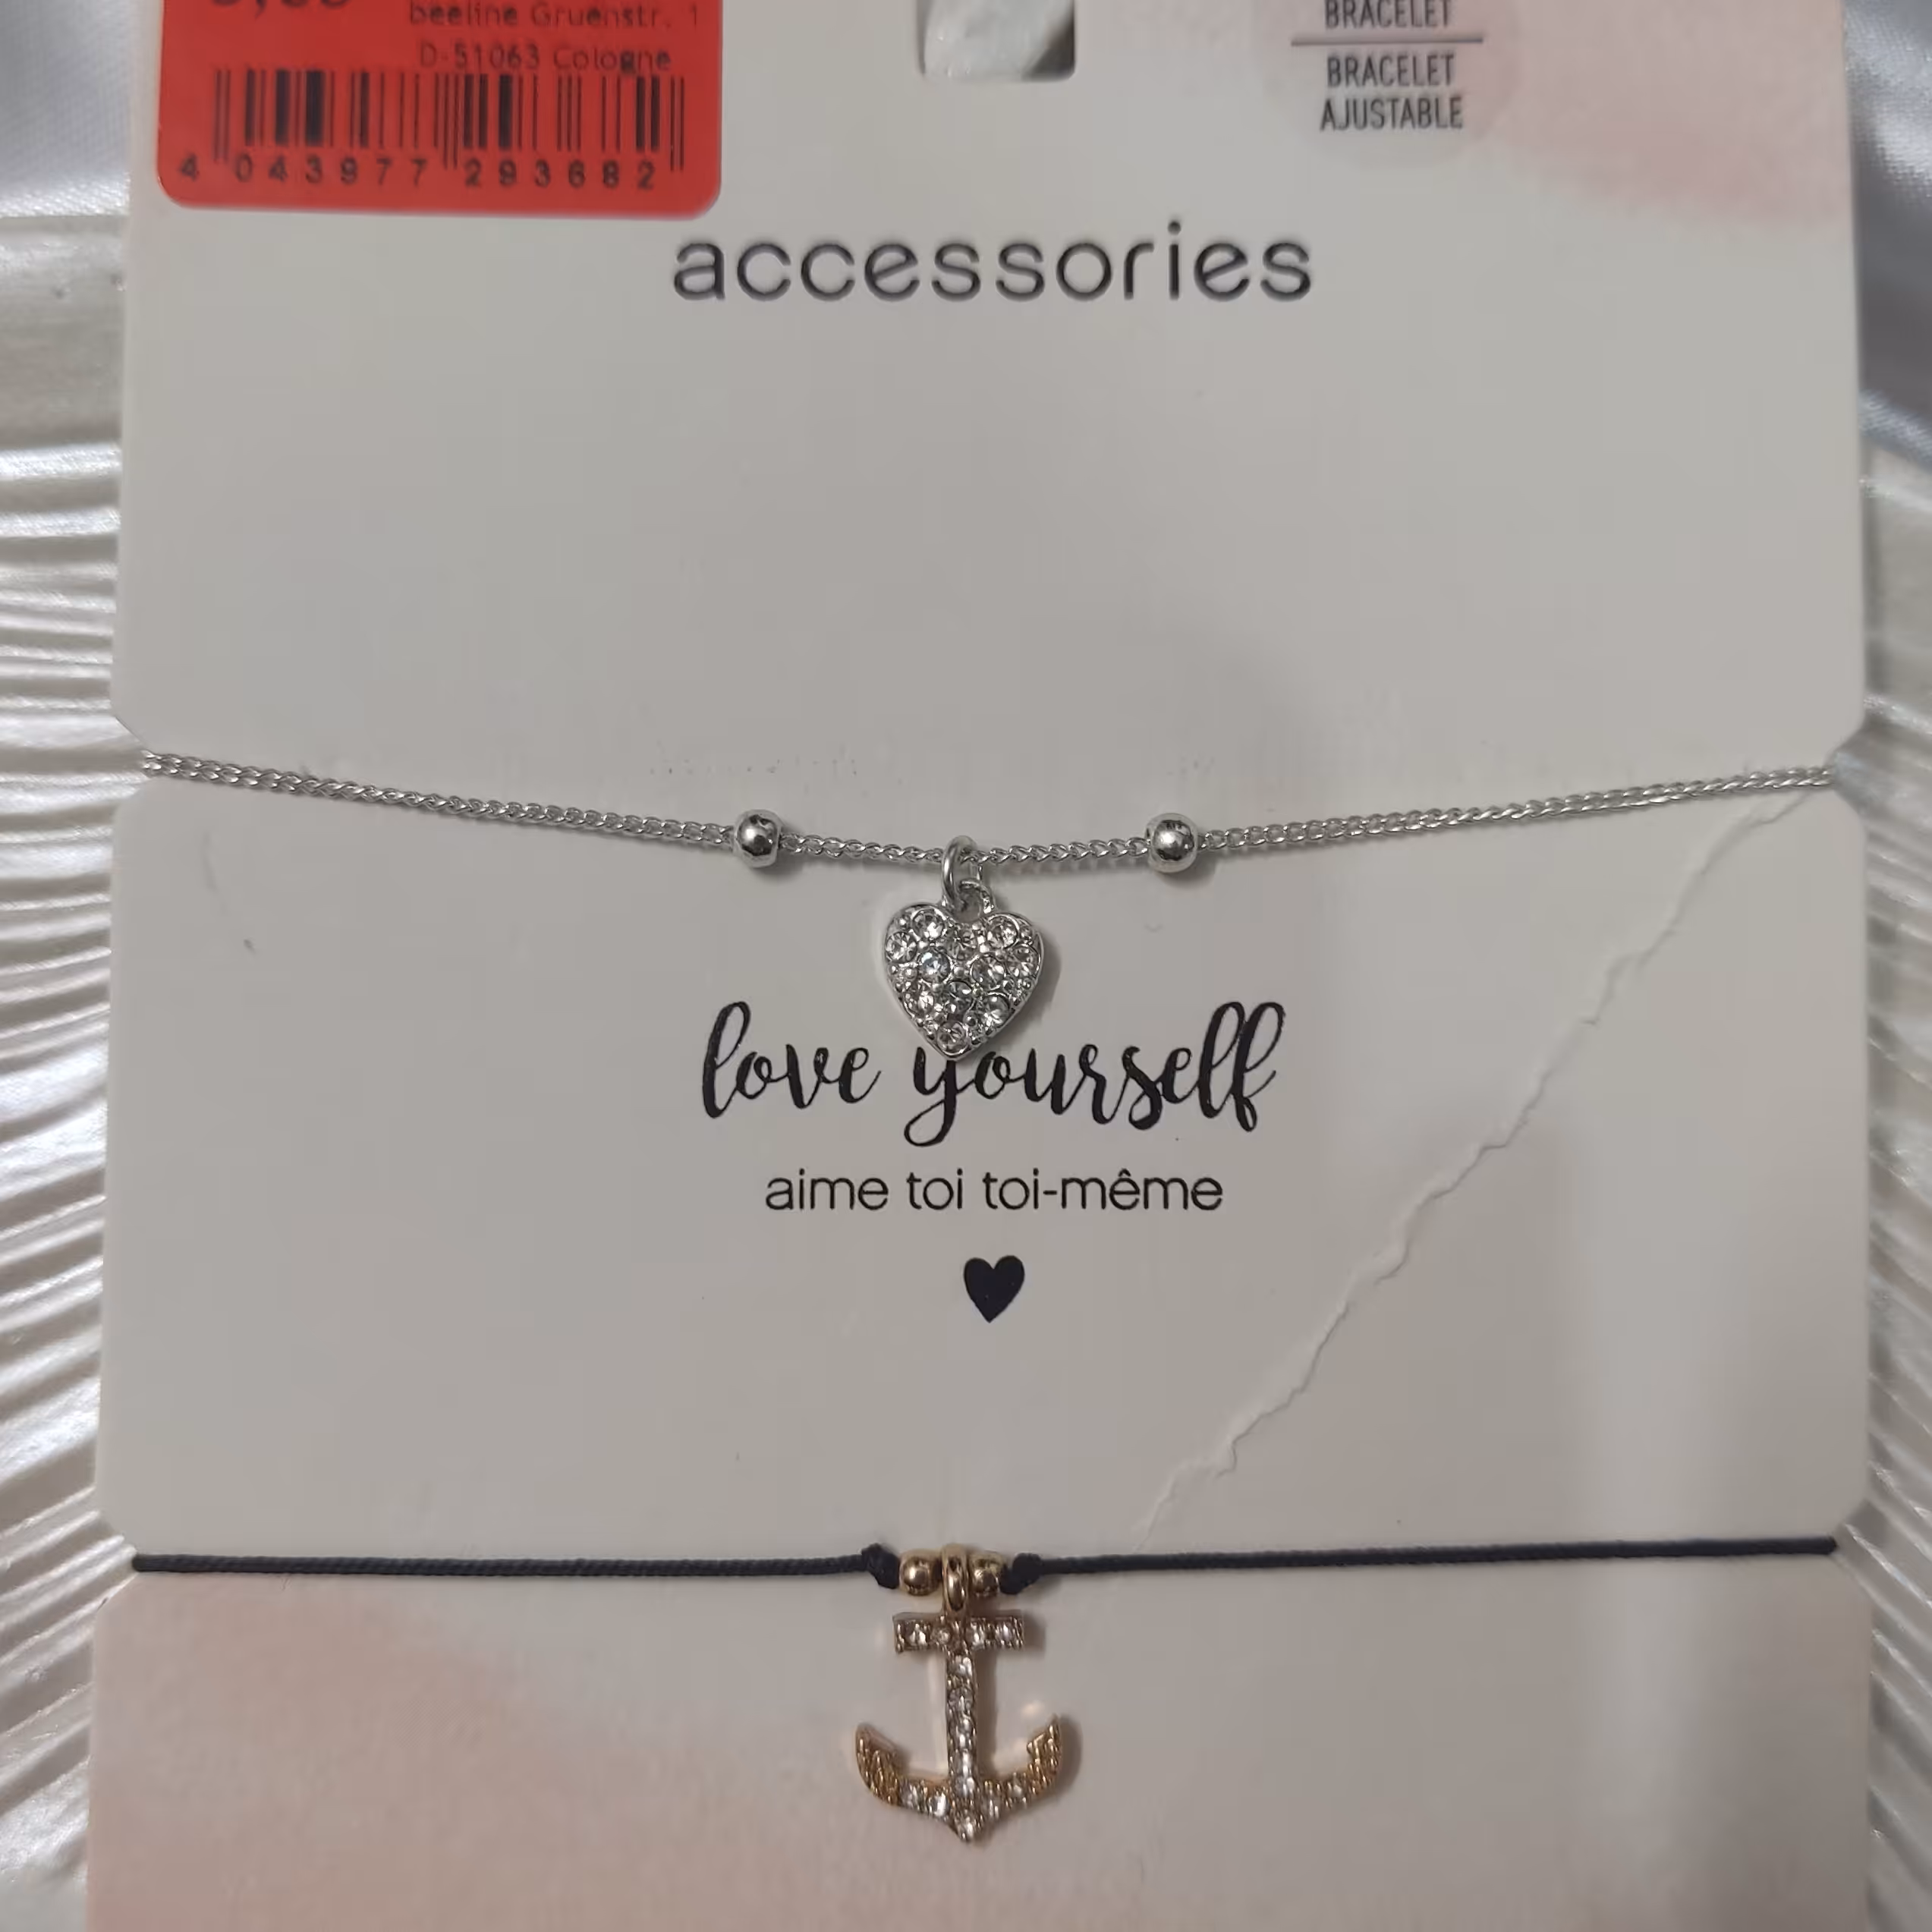 beeline Gruenstr. 1
D-51063 Cologne
4 043977 293682
BRACELET
BRACELET
AJUSTABLE
accessories
love yourself
aime toi toi-même